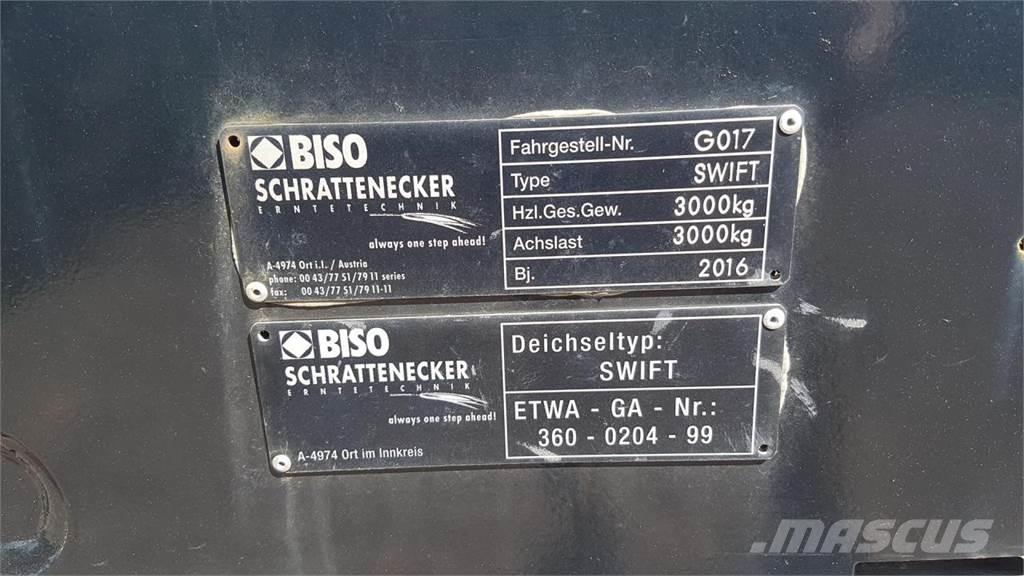 BISO
SCHRATTENECKER
ERNTETECHNIK
always one step ahead!
A-4974 Ort i.I. / Austria
phone: 00 43/77 51/79 11 series
fax: 00 43/77 51/79 11-11
Fahrgestell-Nr. G017
Type SWIFT
Hzl.Ges.Gew. 3000kg
Achslast 3000kg
Bj. 2016
BISO
SCHRATTENECKER
ERNTETECHNIK
always one step ahead!
A-4974 Ort im Innkreis
Deichseltyp:
SWIFT
ETWA - GA - Nr.:
360 - 0204 - 99
MASCUS